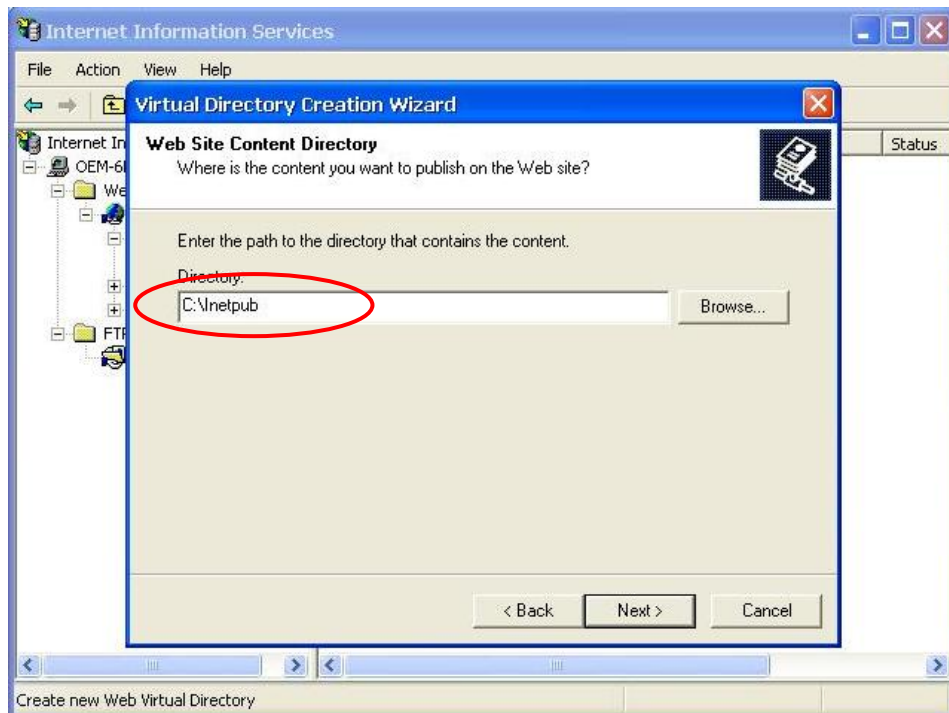 Internet Information Services
File Action View Help
Virtual Directory Creation Wizard
Internet In
Web Site Content Directory
Status
OEM-6
Where is the content you want to publish on the Web site?
We
Enter the path to the directory that contains the content.
Directory:
C:\Inetpub
Browse...
FTP
< Back Next > Cancel
Create new Web Virtual Directory